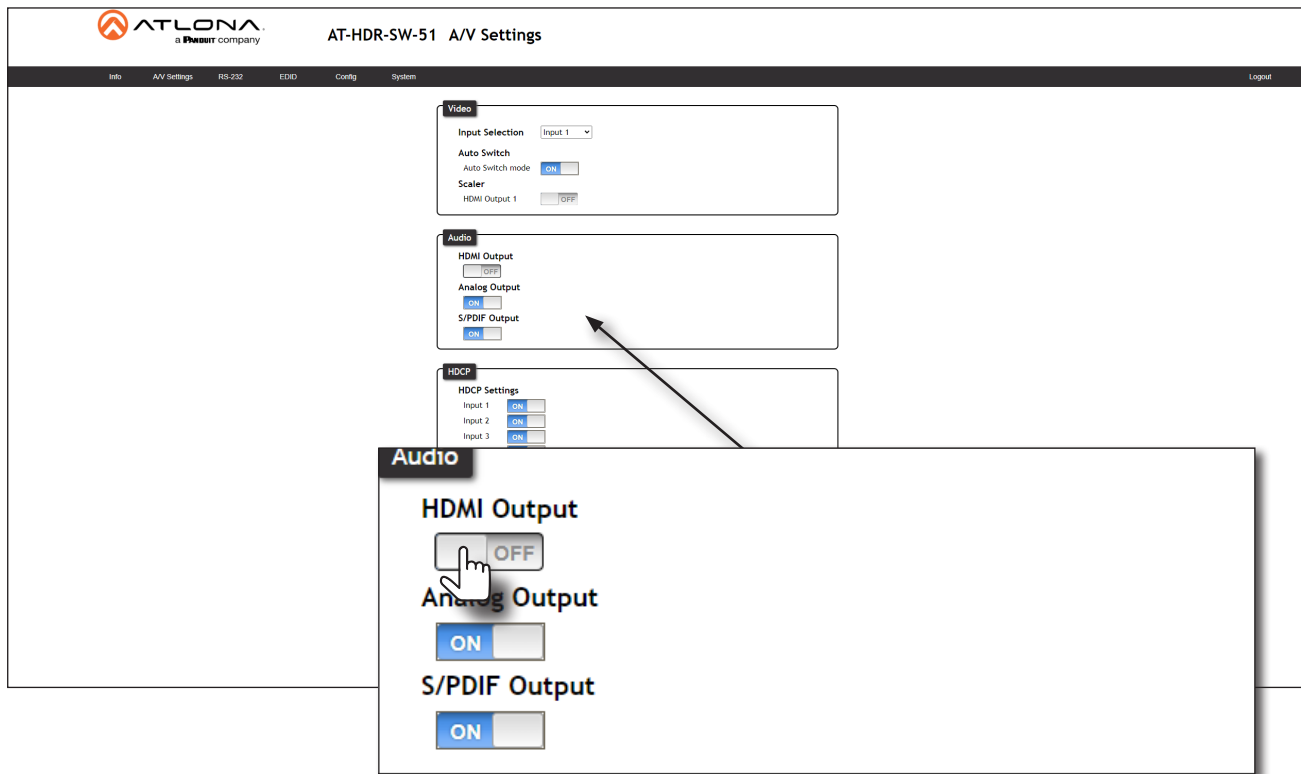 ATLONA.
a PANDUIT company
AT-HDR-SW-51 A/V Settings
Info A/V Settings RS-232 EDID Config System Logout
Video
Input Selection Input 1
Auto Switch
Auto Switch mode ON
Scaler
HDMI Output 1 OFF
Audio
HDMI Output
OFF
Analog Output
ON
S/PDIF Output
ON
HDCP
HDCP Settings
Input 1 ON
Input 2 ON
Input 3 ON
Audio
HDMI Output
OFF
Analog Output
ON
S/PDIF Output
ON